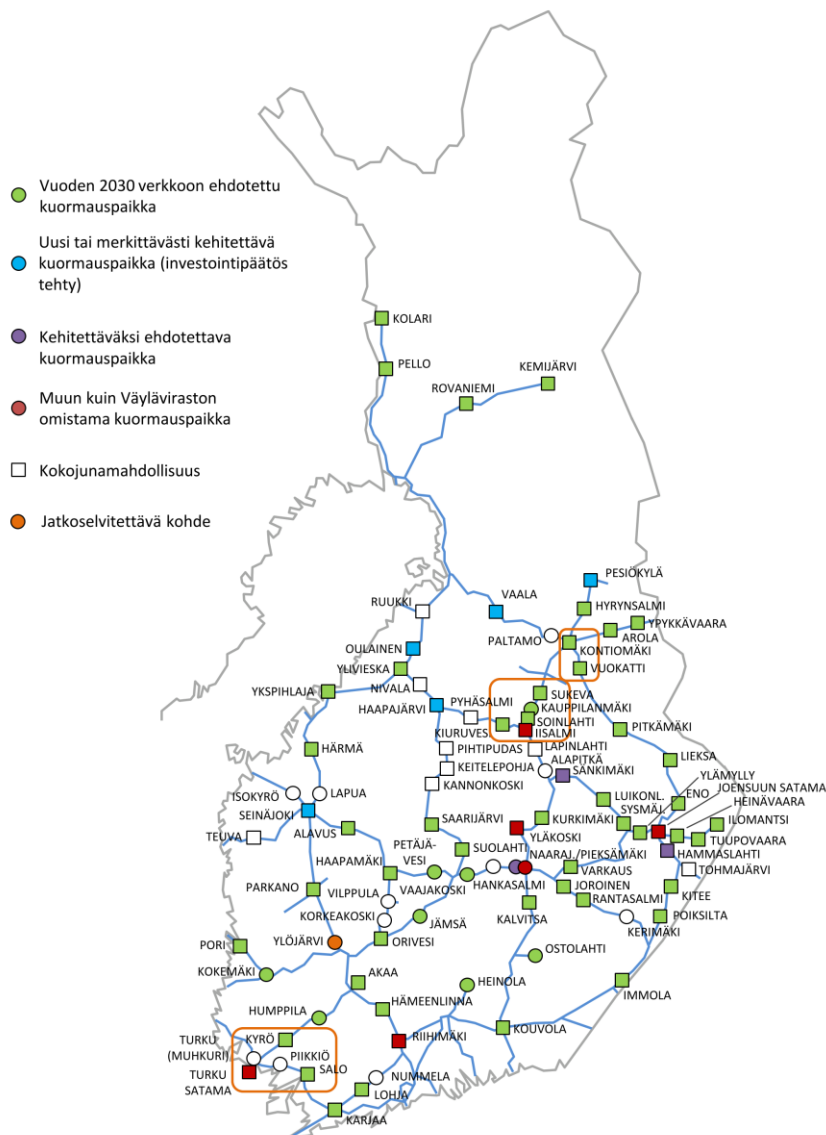 Vuoden 2030 verkkoon ehdotettu
kuormauspaikka
Uusi tai merkittävästi kehitettävä
kuormauspaikka (investointipäätös
tehty)
Kehitettäväksi ehdotettava
kuormauspaikka
Muun kuin Väyläviraston
omistama kuormauspaikka
Kokojunamahdollisuus
Jatkoselvitettävä kohde
KOLARI
PELLO
KEMIJÄRVI
ROVANIEMI
PESIÖKYLÄ
VAALA
RUUKKI
HYRYNSALMI
YPYKKÄVAARA
PALTAMO
AROLA
OULAINEN
KONTIOMÄKI
YLIVIESKA
VUOKATTI
YKSPIHLAJA
NIVALA
SUKEVA
HAAPAJÄRVI
PYHÄSALMI
KAUPPILANMÄKI
SOINLAHTI
PITKÄMÄKI
KIURUVESI
IISALMI
HÄRMÄ
PIHTIPUDAS
LAPINLAHTI
LIEKSA
ALAPITKÄ
KEITELEPOHJA
SÄNKIMÄKI
YLÄMYLLY
ISOKYRÖ
LAPUA
KANNONKOSKI
LUIKONL.
ENO
JOENSUUN SATAMA
SEINÄJOKI
SYSMÄJ.
HEINÄVAARA
TEUVA
SAARIJÄRVI
KURKIMÄKI
ILOMANTSI
ALAVUS
PETÄJÄ-
VESI
YLÄKOSKI
TUUPOVAARA
SUOLAHTI
HAAPAMÄKI
NAARAJ./PIEKSÄMÄKI
HAMMASLAHTI
VARKAUS
TOHMAJÄRVI
PARKANO
VILPPULA
VAAJAKOSKI
HANKASALMI
JOROINEN
KITEE
RANTASALMI
KORKEAKOSKI
JÄMSÄ
KALVITSA
POIKSILTA
KERIMÄKI
PORI
YLÖJÄRVI
ORIVESI
OSTOLAHTI
KOKEMÄKI
AKAA
HEINOLA
IMMOLA
HUMPPILA
HÄMEENLINNA
KOUVOLA
TURKU
(MUHKURI)
KYRÖ
RIIHIMÄKI
PIIKKIÖ
SALO
TURKU
SATAMA
NUMMELA
LOHJA
KARJAA